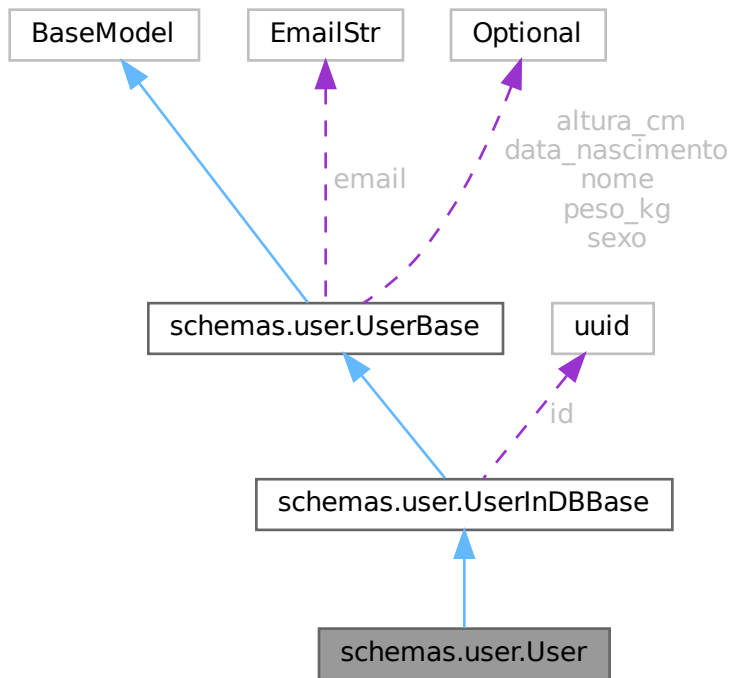 BaseModel
EmailStr
Optional
email
altura_cm
data_nascimento
nome
peso_kg
sexo
schemas.user.UserBase
uuid
id
schemas.user.UserInDBBase
schemas.user.User